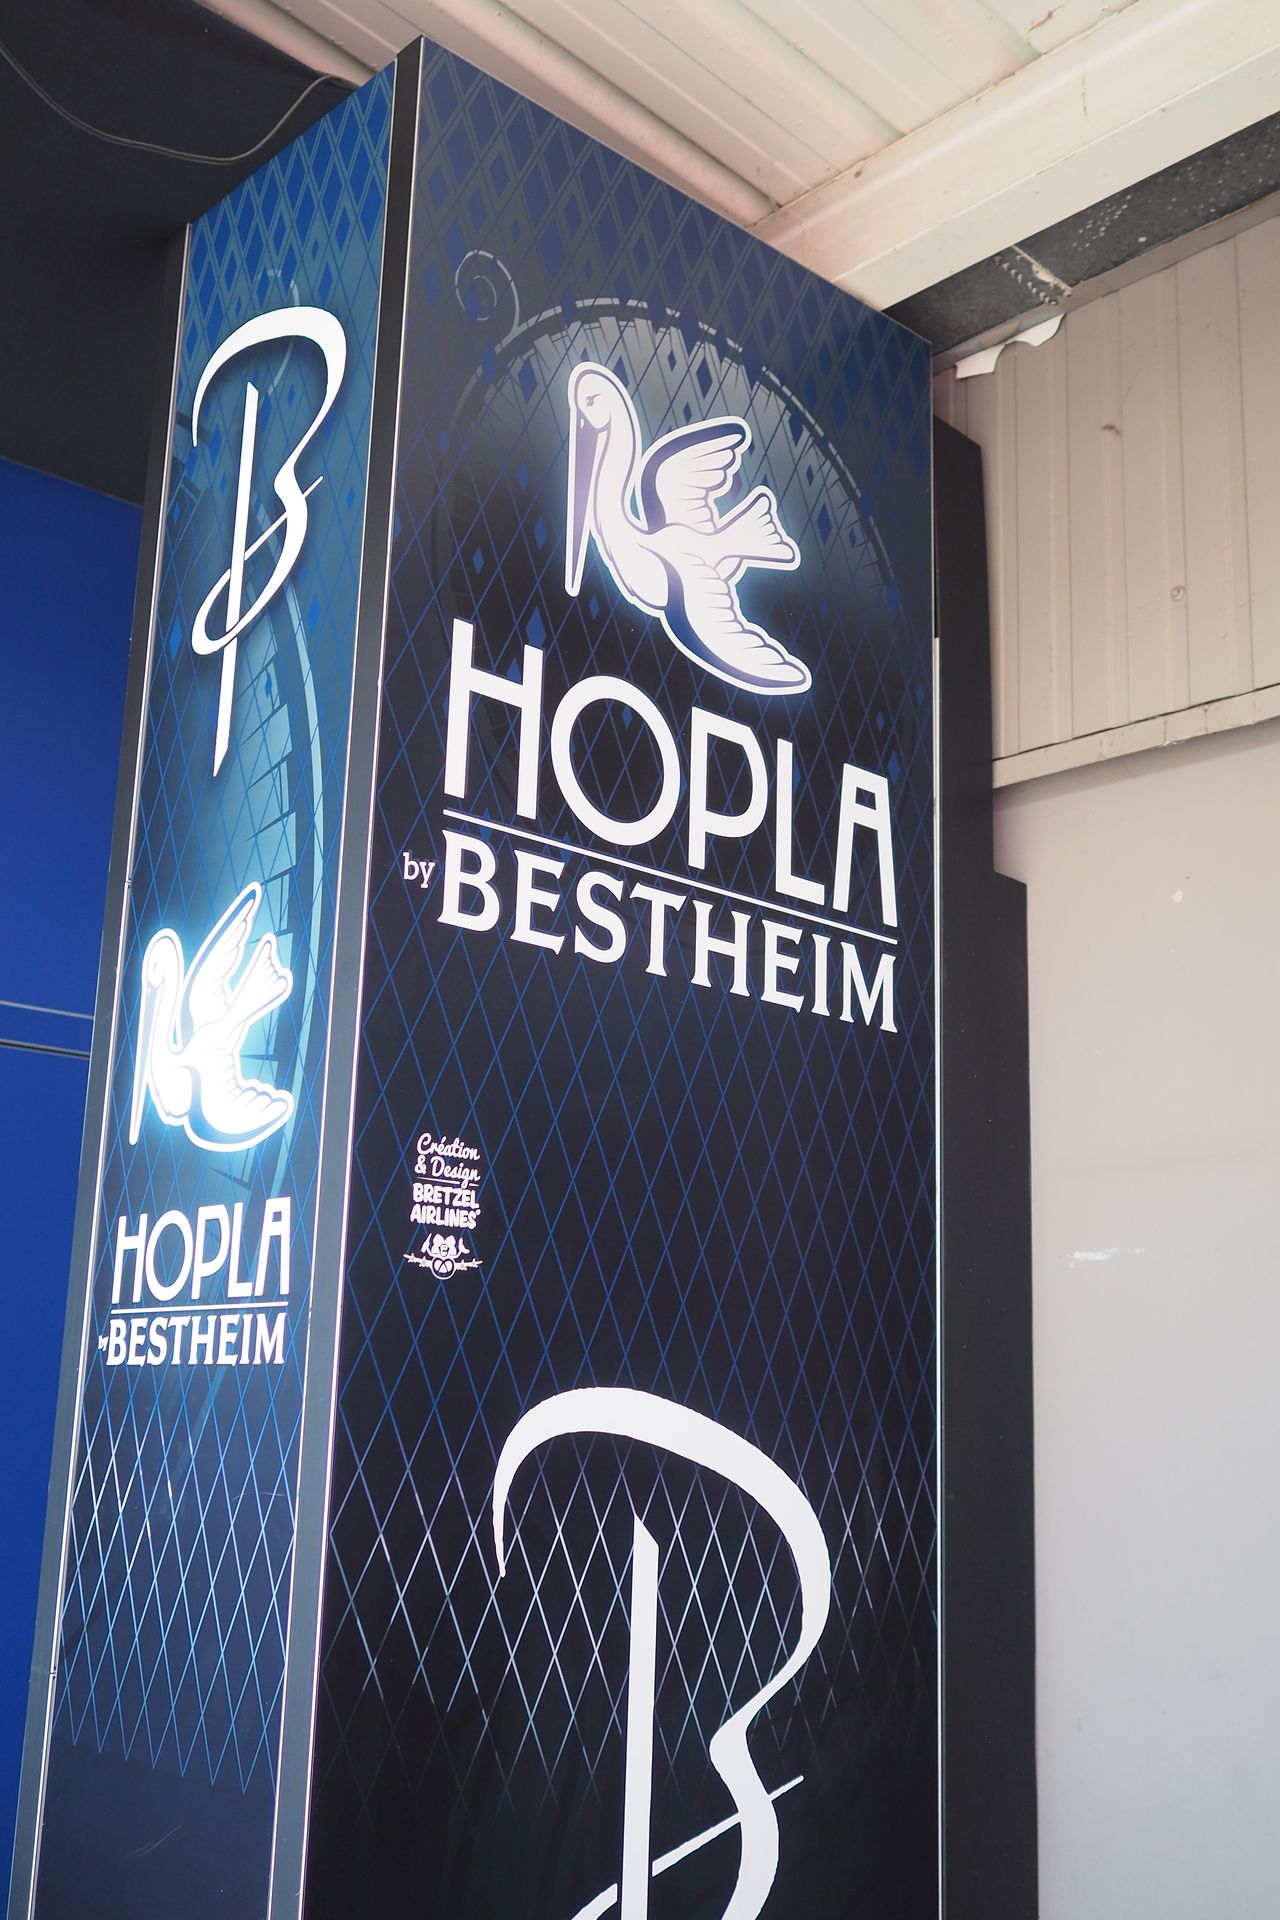 B
HOPLA
by BESTHEIM
HOPLA
by BESTHEIM
Création
& Design
BRETZEL
AIRLINES®
B